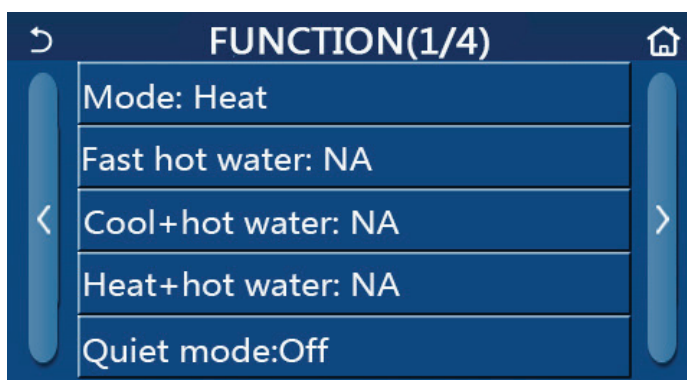 FUNCTION(1/4)
Mode: Heat
Fast hot water: NA
Cool+hot water: NA
Heat+hot water: NA
Quiet mode:Off